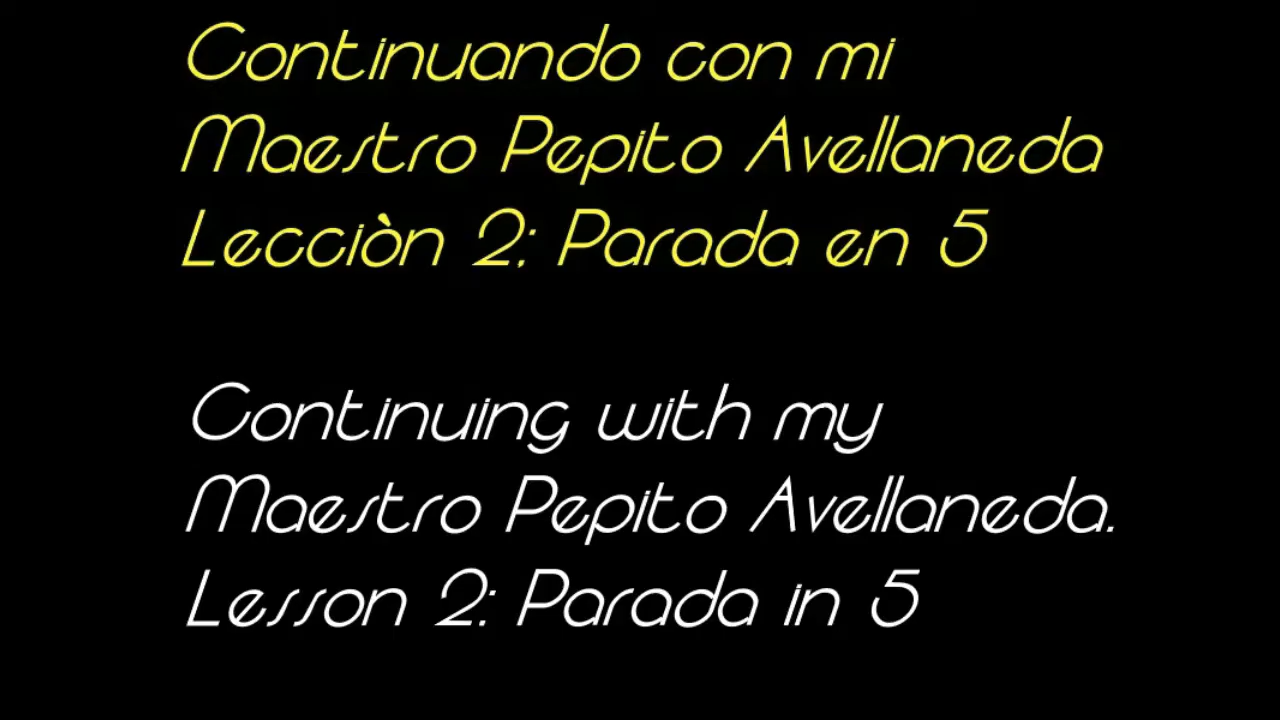 Continuando con mi
Maestro Pepito Avellaneda
Lecciòn 2: Parada en 5
Continuing with my
Maestro Pepito Avellaneda.
Lesson 2: Parada in 5